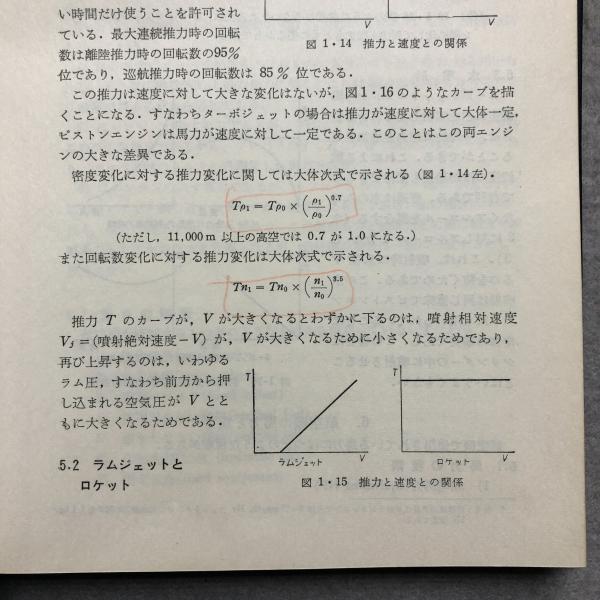 い時間だけ使うことを許可され
ている．最大連続推力時の回転
数は離陸推力時の回転数の95%
位であり，巡航推力時の回転数は 85% 位である．
V
V
図 1・14 推力と速度との関係
この推力は速度に対して大きな変化はないが，図1・16のようなカーブを描
くことになる．すなわちターボジェットの場合は推力が速度に対して大体一定，
ピストンエンジンは馬力が速度に対して一定である．このことはこの両エンジ
ンの大きな差異である．
密度変化に対する推力変化に関しては大体次式で示される（図 1・14左）．
Tρ₁ = Tρ₀ × (ρ₁/ρ₀)^0.7
（ただし，11,000m 以上の高空では 0.7 が 1.0 になる．）
また回転数変化に対する推力変化は大体次式で示される．
Tn₁ = Tn₀ × (n₁/n₀)^3.5
推力 T のカーブが，V が大きくなるとわずかに下るのは，噴射相対速度
Vj =(噴射絶対速度－V) が，V が大きくなるために小さくなるためであり，
再び上昇するのは，いわゆる
ラム圧，すなわち前方から押
し込まれる空気圧が V とと
もに大きくなるためである．
5.2 ラムジェットと
ロケット
T
ラムジェット
V
T
ロケット
V
図 1・15 推力と速度との関係